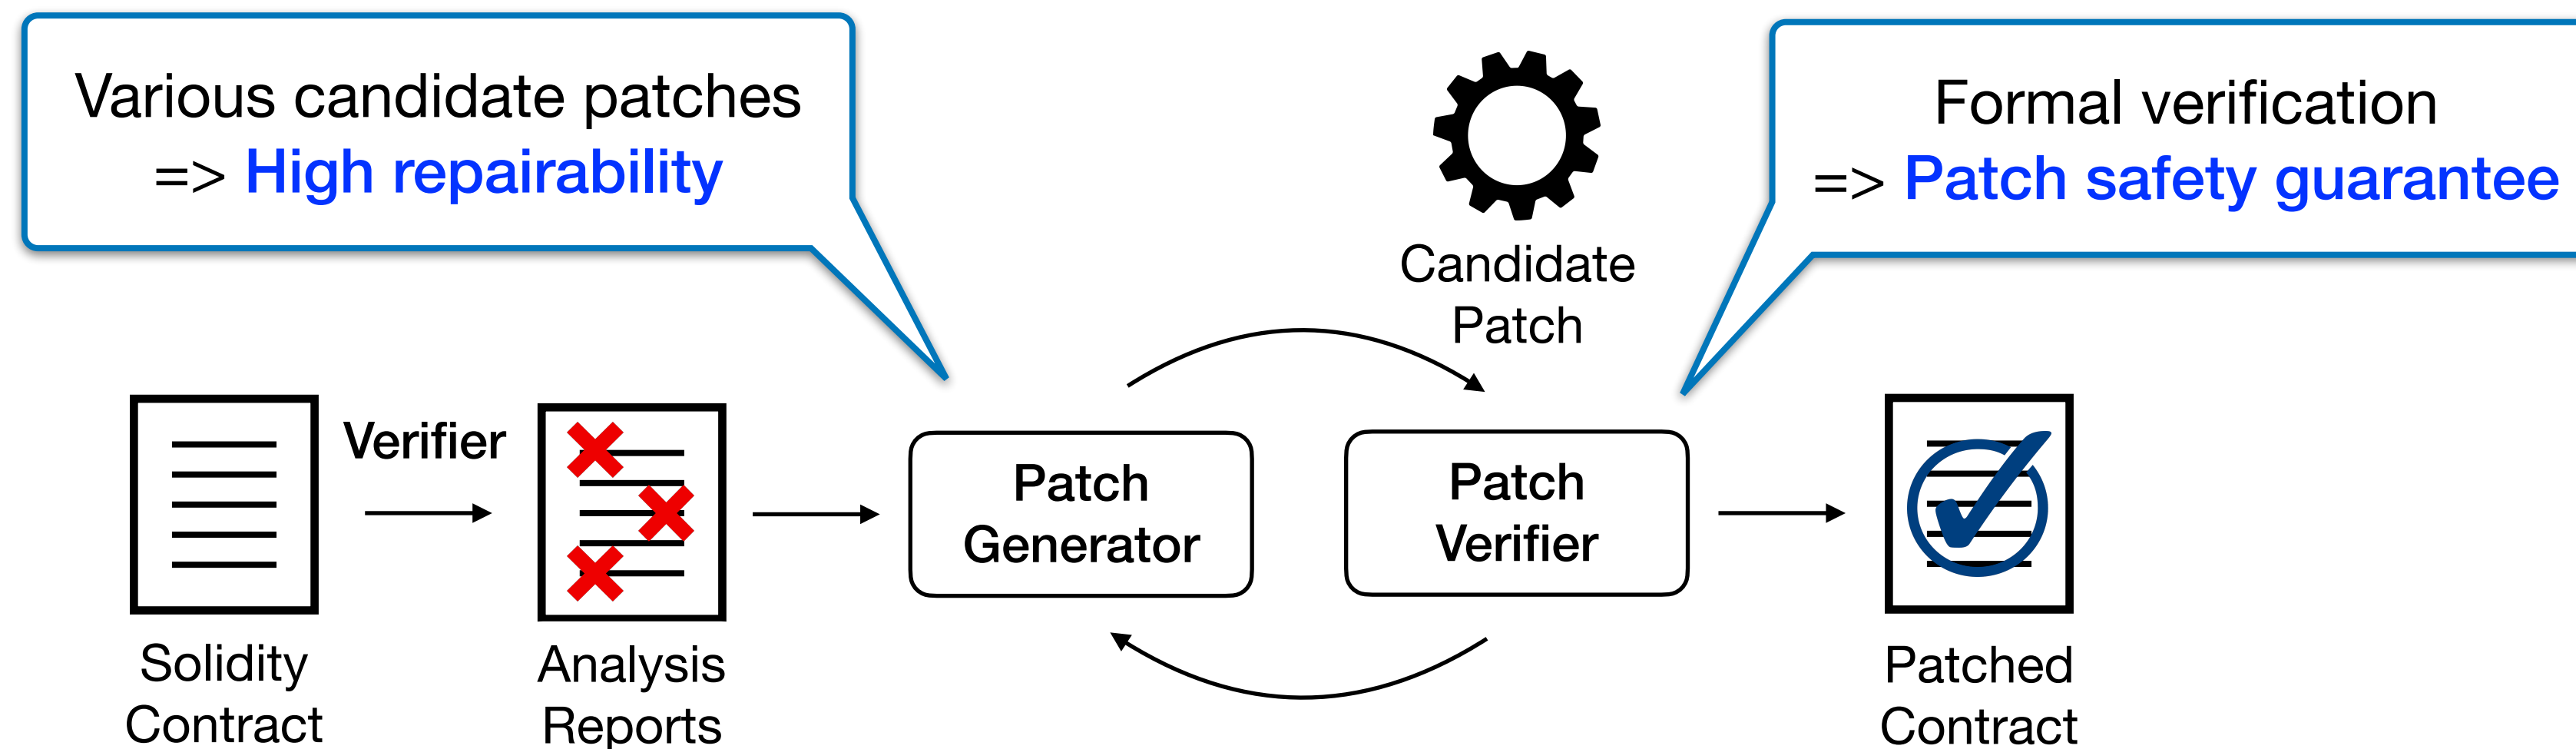 Various candidate patches
=> High repairability
Formal verification
=> Patch safety guarantee
Candidate
Patch
Verifier
Patch
Generator
Patch
Verifier
Solidity
Contract
Analysis
Reports
Patched
Contract